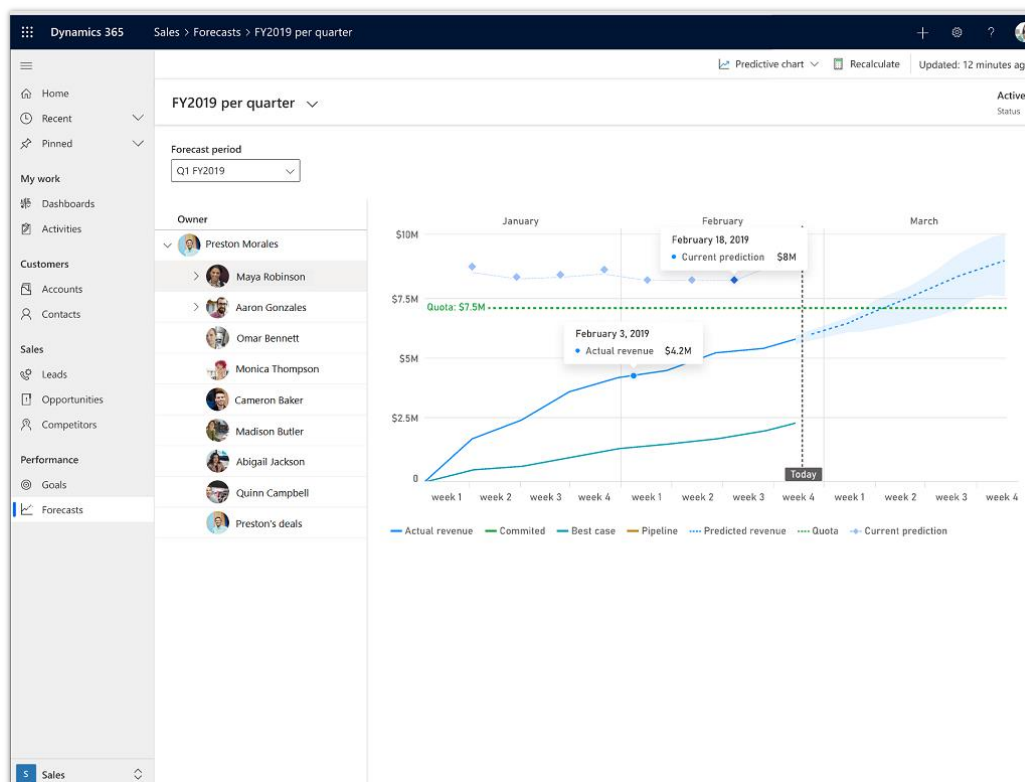 Dynamics 365 Sales > Forecasts > FY2019 per quarter
Predictive chart Recalculate Updated: 12 minutes ag
Home
Recent
Pinned
My work
Dashboards
Activities
Customers
Accounts
Contacts
Sales
Leads
Opportunities
Competitors
Performance
Goals
Forecasts
S Sales
FY2019 per quarter
Active
Status
Forecast period
Q1 FY2019
Owner
Preston Morales
Maya Robinson
Aaron Gonzales
Omar Bennett
Monica Thompson
Cameron Baker
Madison Butler
Abigail Jackson
Quinn Campbell
Preston's deals
January February March
$10M
February 18, 2019
Current prediction $8M
$7.5M
Quota: $7.5M
February 3, 2019
Actual revenue $4.2M
$5M
$2.5M
0
Today
week 1 week 2 week 3 week 4 week 1 week 2 week 3 week 4 week 1 week 2 week 3 week 4
Actual revenue Commited Best case Pipeline Predicted revenue Quota Current prediction